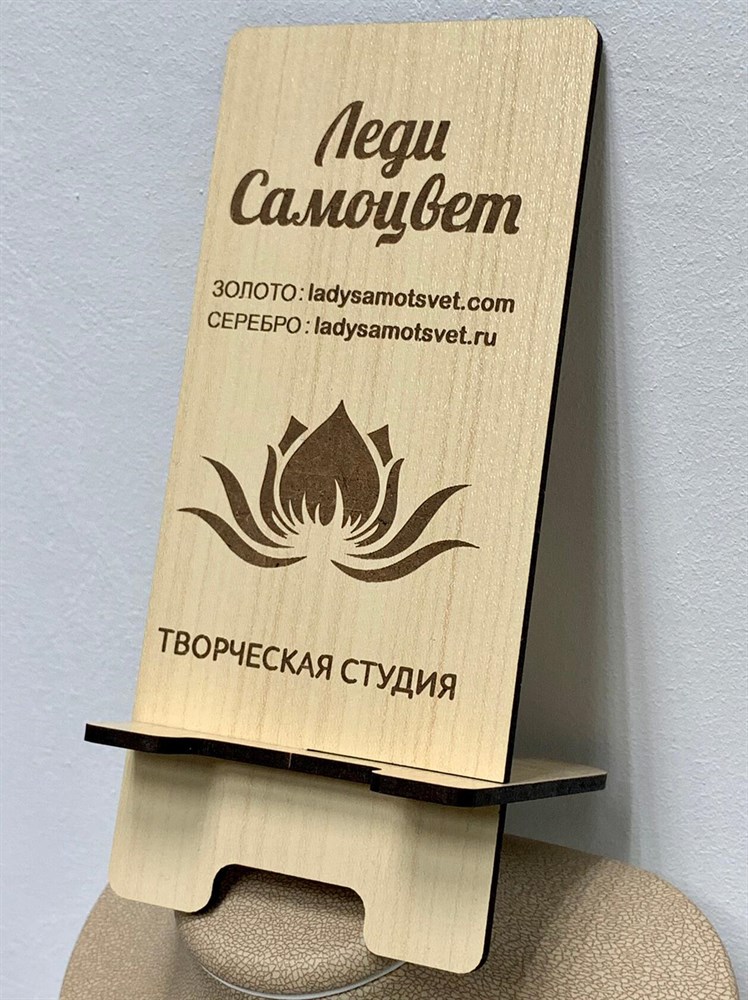 Леди
Самоцвет
ЗОЛОТО: ladysamotsvet.com
СЕРЕБРО: ladysamotsvet.ru
ТВОРЧЕСКАЯ СТУДИЯ